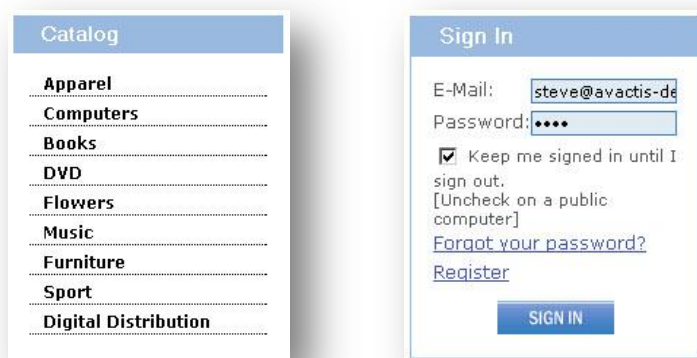 Catalog
Apparel
Computers
Books
DVD
Flowers
Music
Furniture
Sport
Digital Distribution
Sign In
E-Mail: steve@avactis-de
Password: ••••
Keep me signed in until I
sign out.
[Uncheck on a public
computer]
Forgot your password?
Register
SIGN IN